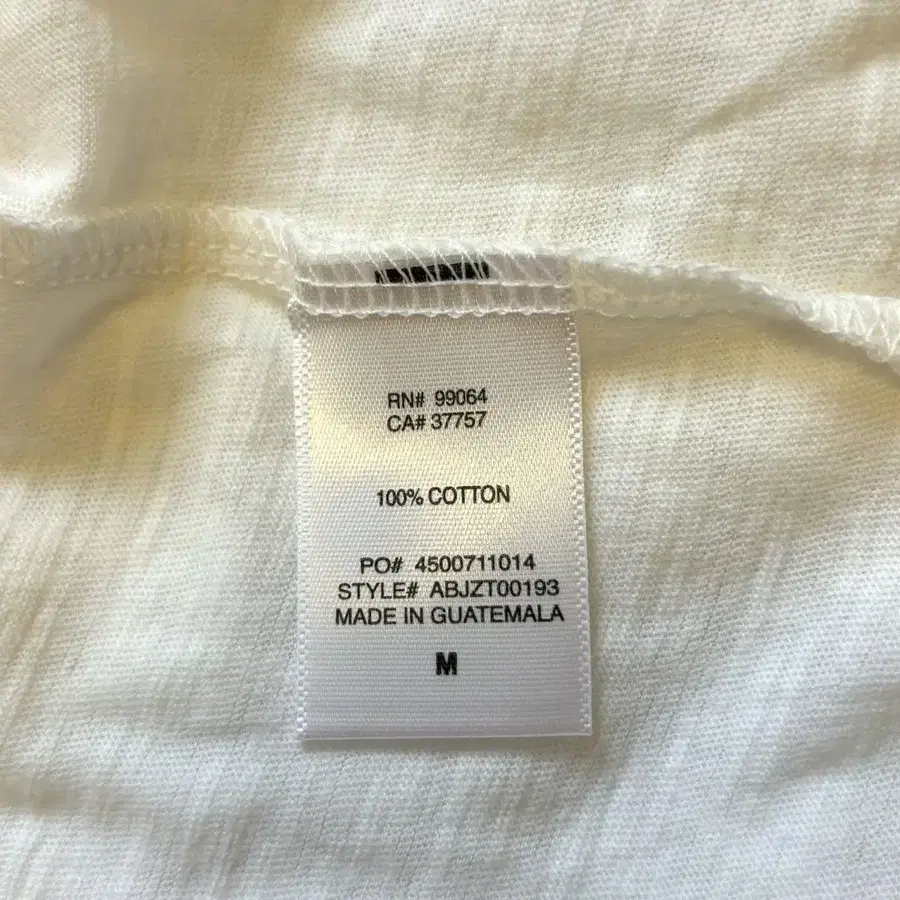 RN# 99064
CA# 37757
100% COTTON
PO# 4500711014
STYLE# ABJZT00193
MADE IN GUATEMALA
M